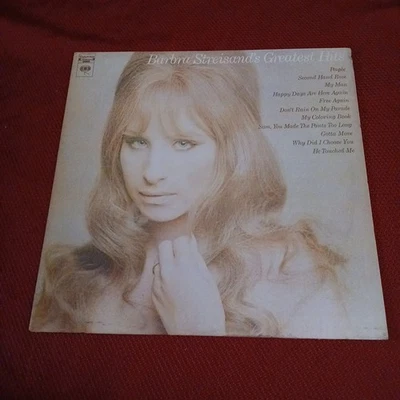 Barbra Streisand's Greatest Hits
People
Second Hand Rose
My Man
Happy Days Are Here Again
Free Again
Don't Rain On My Parade
My Coloring Book
Sam, You Made The Pants Too Long
Gotta Move
Why Did I Choose You
He Touched Me